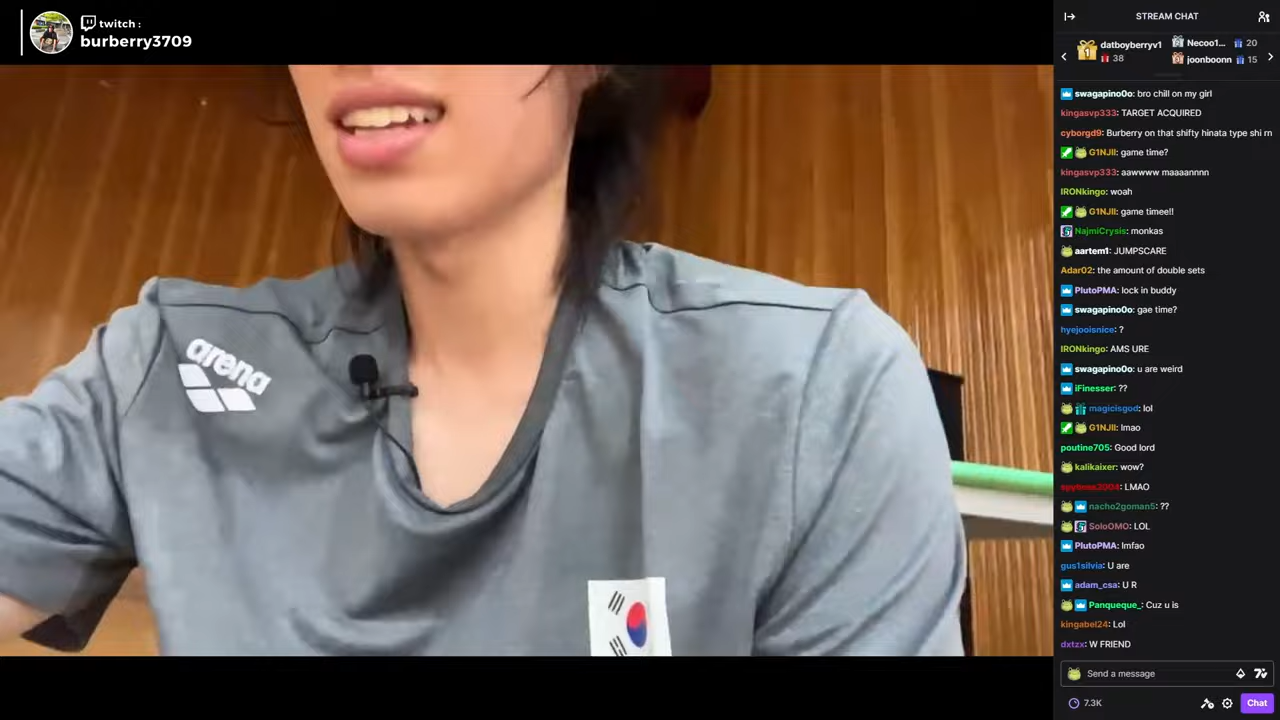 twitch :
burberry3709
arena
STREAM CHAT
datboyberryv1
38
Necoo1... 20
joonboonn 15
swagapino0o: bro chill on my girl
kingasvp333: TARGET ACQUIRED
cyborgd9: Burberry on that shifty hinata type shi rn
G1NJII: game time?
kingasvp333: aawwww maaaannnn
IRONkingo: woah
G1NJII: game timee!!
NajmiCrysis: monkas
aartem1: JUMPSCARE
Adar02: the amount of double sets
PlutoPMA: lock in buddy
swagapino0o: gae time?
hyejooisnice: ?
IRONkingo: AMS URE
swagapino0o: u are weird
iFinesser: ??
magicisgod: lol
G1NJII: lmao
poutine705: Good lord
kalikaixer: wow?
LMAO
nacho2goman5: ??
SoloOMO: LOL
PlutoPMA: lmfao
gus1silvia: U are
adam_csa: U R
Panqueque_: Cuz u is
kingabel24: Lol
dxtzx: W FRIEND
Send a message
7.3K
Chat